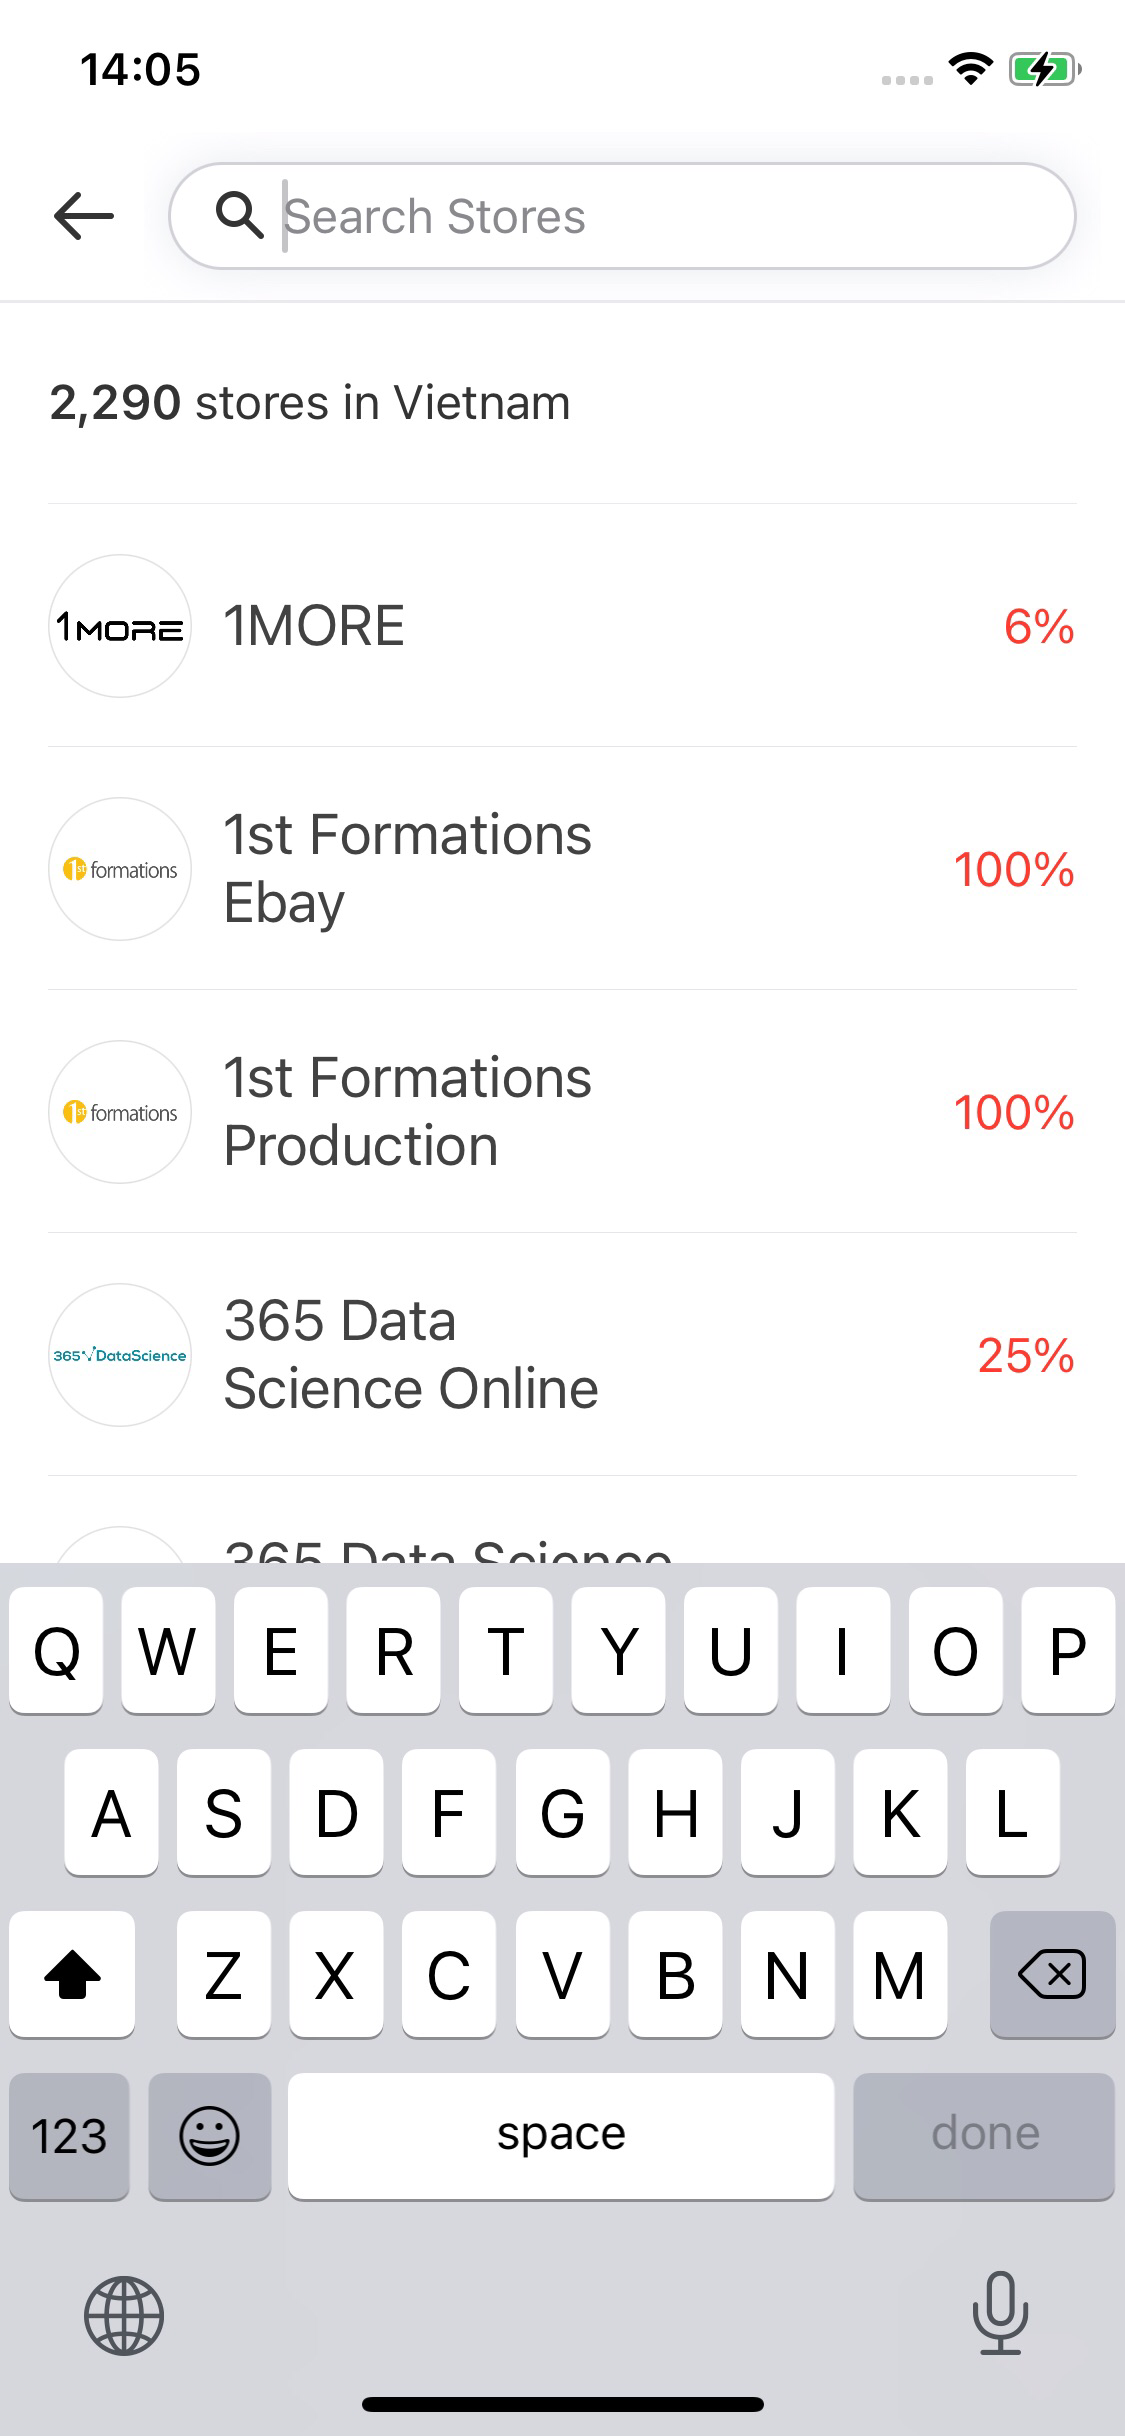 14:05
Search Stores
2,290 stores in Vietnam
1MORE
1MORE
6%
1st formations
1st Formations
Ebay
100%
1st formations
1st Formations
Production
100%
365 DataScience
365 Data
Science Online
25%
365 Data Science
Q W E R T Y U I O P
A S D F G H J K L
Z X C V B N M
123
space
done